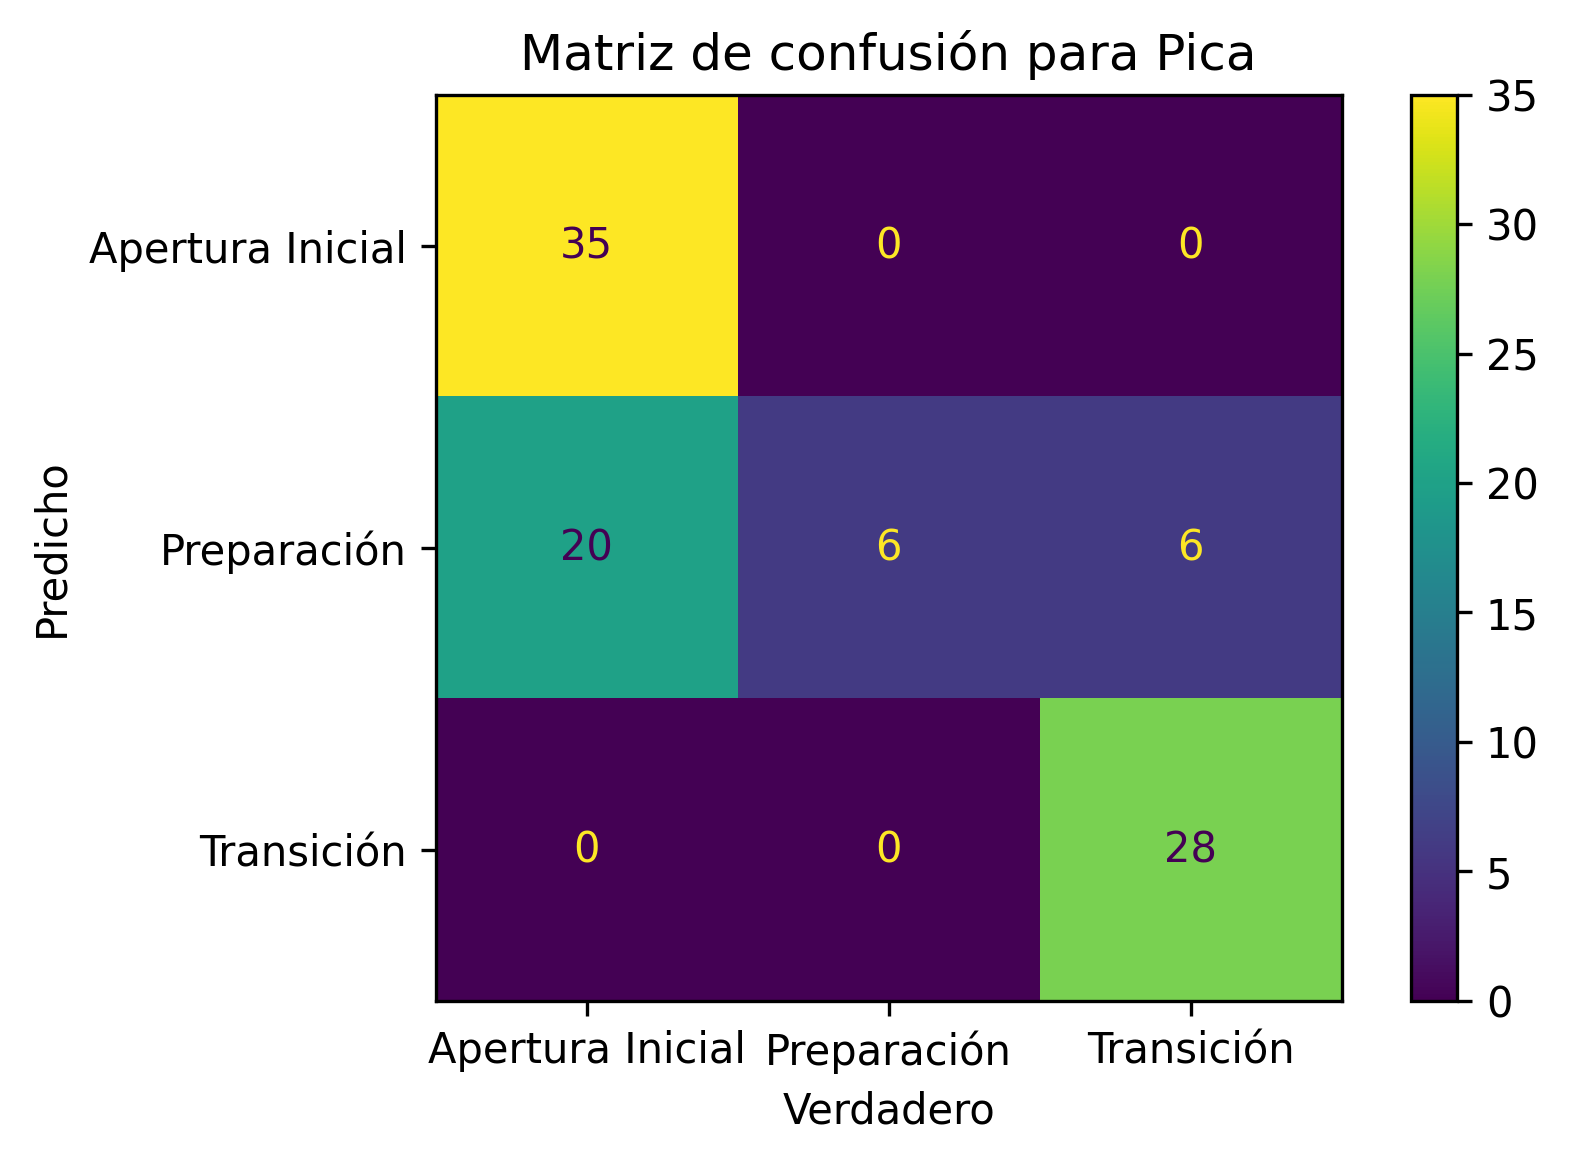 Matriz de confusión para Pica
Predicho
Apertura Inicial
35
0
0
Preparación
20
6
6
Transición
0
0
28
Apertura Inicial
Preparación
Transición
Verdadero
35
30
25
20
15
10
5
0